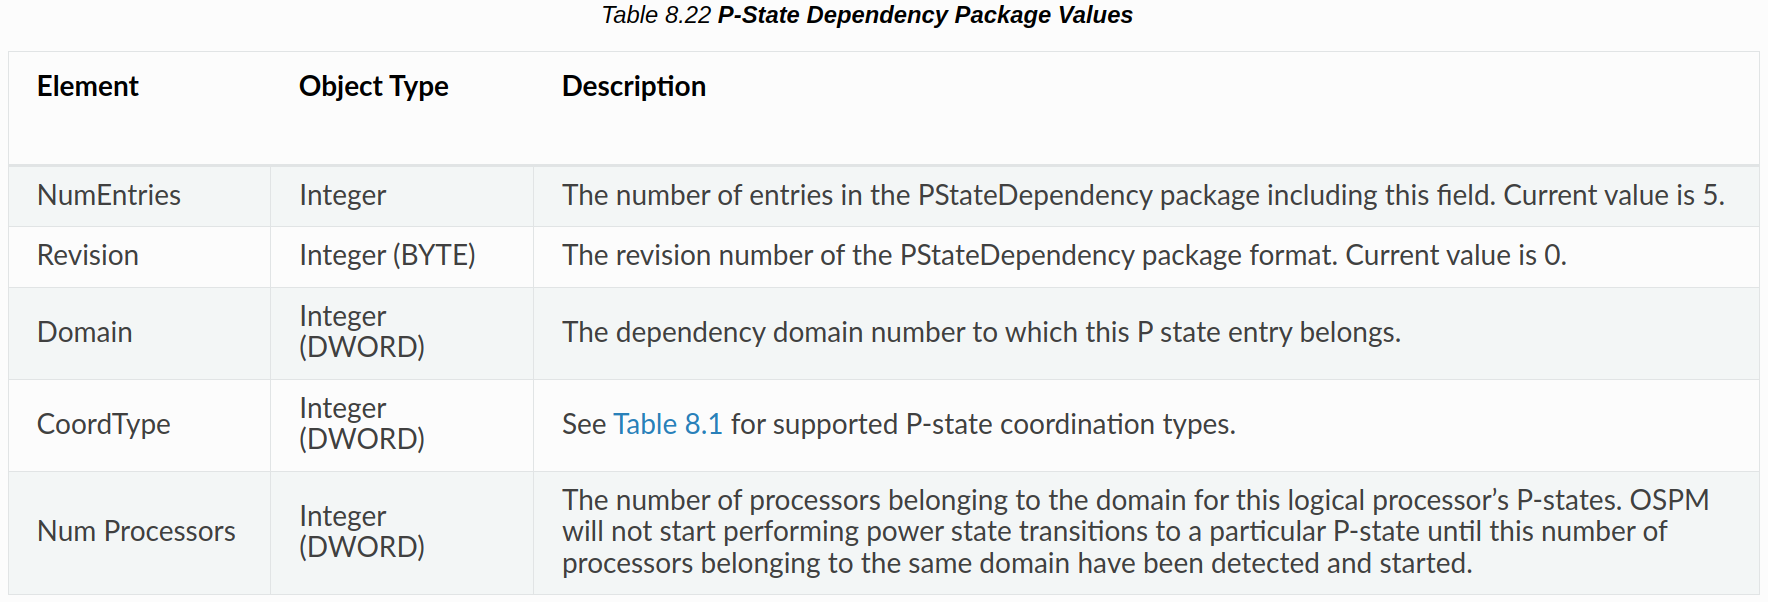 Table 8.22 P-State Dependency Package Values
Element Object Type Description
NumEntries Integer The number of entries in the PStateDependency package including this field. Current value is 5.
Revision Integer (BYTE) The revision number of the PStateDependency package format. Current value is 0.
Domain Integer
(DWORD) The dependency domain number to which this P state entry belongs.
CoordType Integer
(DWORD) See Table 8.1 for supported P-state coordination types.
Num Processors Integer
(DWORD) The number of processors belonging to the domain for this logical processor’s P-states. OSPM
will not start performing power state transitions to a particular P-state until this number of
processors belonging to the same domain have been detected and started.